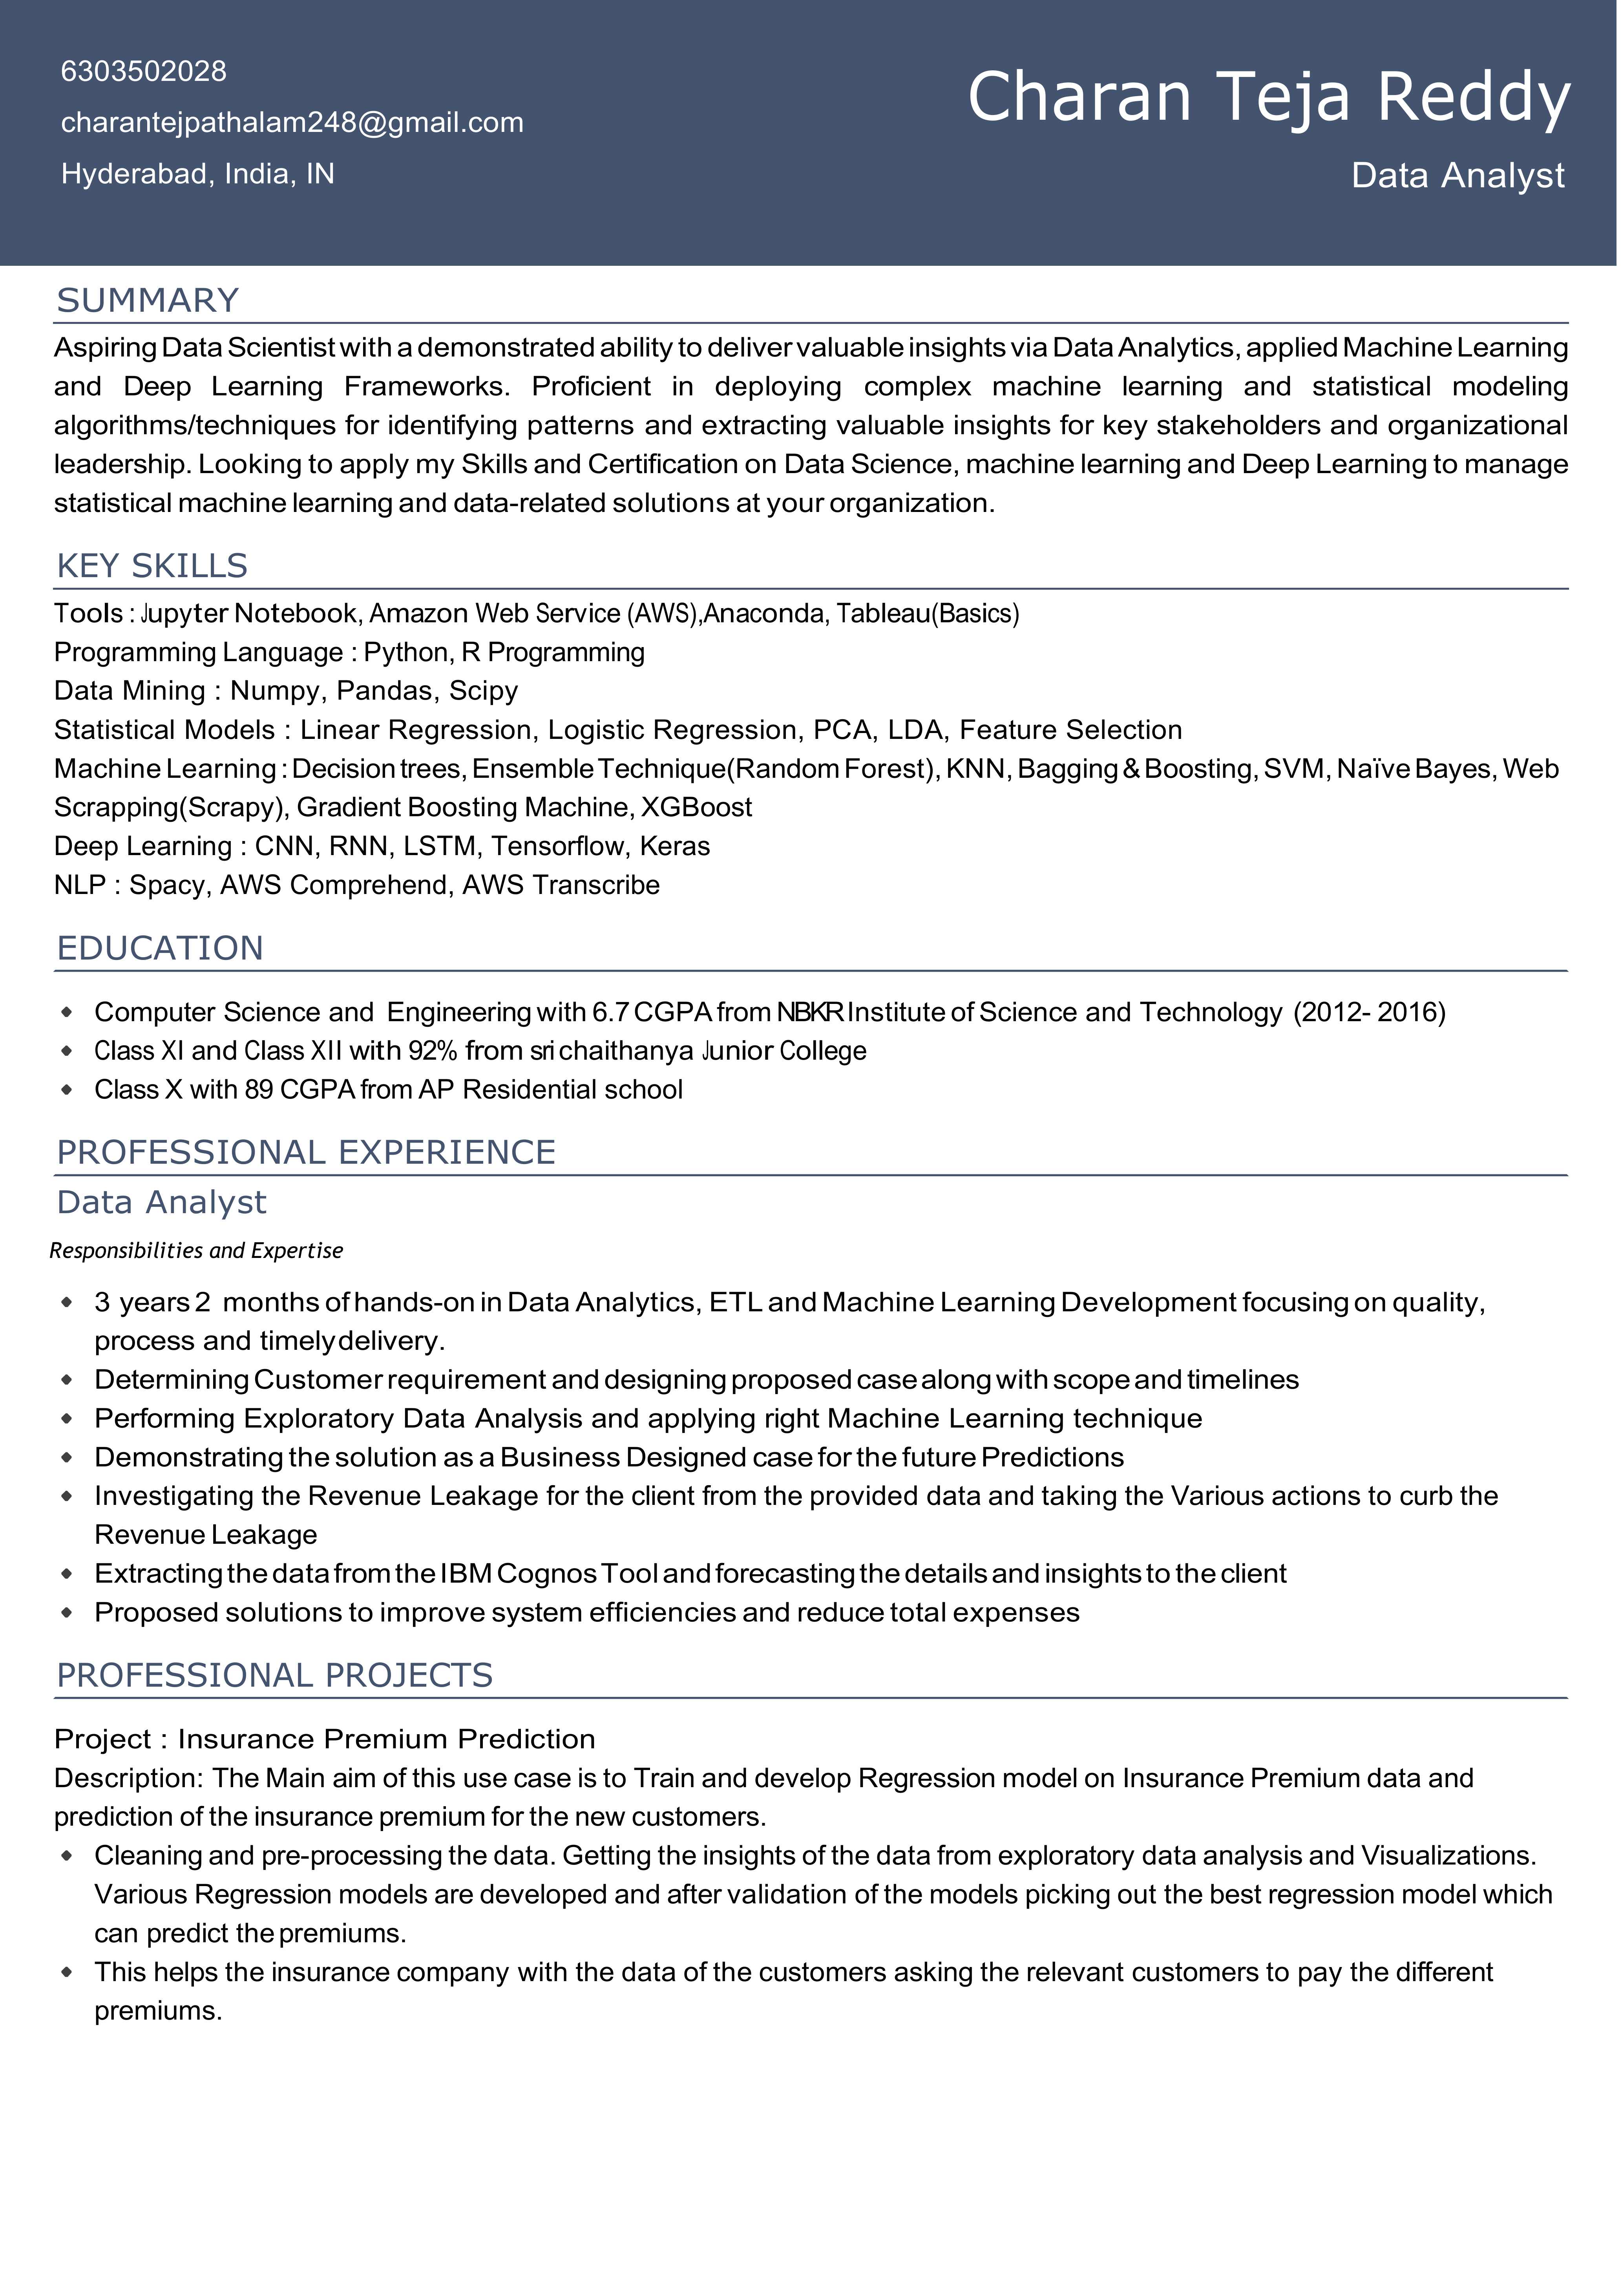 6303502028
charantejpathalam248@gmail.com
Hyderabad, India, IN
Charan Teja Reddy
Data Analyst
SUMMARY
Aspiring Data Scientist with a demonstrated ability to deliver valuable insights via Data Analytics, applied Machine Learning
and Deep Learning Frameworks. Proficient in deploying complex machine learning and statistical modeling
algorithms/techniques for identifying patterns and extracting valuable insights for key stakeholders and organizational
leadership. Looking to apply my Skills and Certification on Data Science, machine learning and Deep Learning to manage
statistical machine learning and data-related solutions at your organization.
KEY SKILLS
Tools : Jupyter Notebook, Amazon Web Service (AWS),Anaconda, Tableau(Basics)
Programming Language : Python, R Programming
Data Mining : Numpy, Pandas, Scipy
Statistical Models : Linear Regression, Logistic Regression, PCA, LDA, Feature Selection
Machine Learning : Decision trees, Ensemble Technique(Random Forest), KNN, Bagging & Boosting, SVM, Naïve Bayes, Web
Scrapping(Scrapy), Gradient Boosting Machine, XGBoost
Deep Learning : CNN, RNN, LSTM, Tensorflow, Keras
NLP : Spacy, AWS Comprehend, AWS Transcribe
EDUCATION
• Computer Science and Engineering with 6.7 CGPA from NBKR Institute of Science and Technology (2012- 2016)
• Class XI and Class XII with 92% from sri chaithanya Junior College
• Class X with 89 CGPA from AP Residential school
PROFESSIONAL EXPERIENCE
Data Analyst
Responsibilities and Expertise
• 3 years 2 months of hands-on in Data Analytics, ETL and Machine Learning Development focusing on quality,
process and timely delivery.
• Determining Customer requirement and designing proposed case along with scope and timelines
• Performing Exploratory Data Analysis and applying right Machine Learning technique
• Demonstrating the solution as a Business Designed case for the future Predictions
• Investigating the Revenue Leakage for the client from the provided data and taking the Various actions to curb the
Revenue Leakage
• Extracting the data from the IBM Cognos Tool and forecasting the details and insights to the client
• Proposed solutions to improve system efficiencies and reduce total expenses
PROFESSIONAL PROJECTS
Project : Insurance Premium Prediction
Description: The Main aim of this use case is to Train and develop Regression model on Insurance Premium data and
prediction of the insurance premium for the new customers.
• Cleaning and pre-processing the data. Getting the insights of the data from exploratory data analysis and Visualizations.
Various Regression models are developed and after validation of the models picking out the best regression model which
can predict the premiums.
• This helps the insurance company with the data of the customers asking the relevant customers to pay the different
premiums.